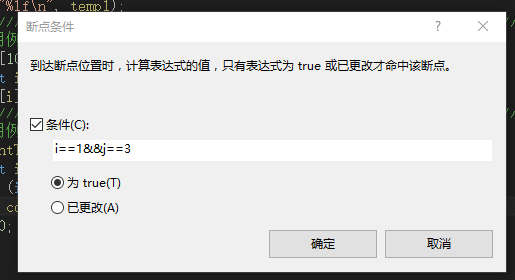 "%lf\n", temp1);
断点条件
? ×
到达断点位置时，计算表达式的值，只有表达式为 true 或已更改才命中该断点。
条件(C):
i==1&&j==3
为 true(T)
已更改(A)
确定
取消